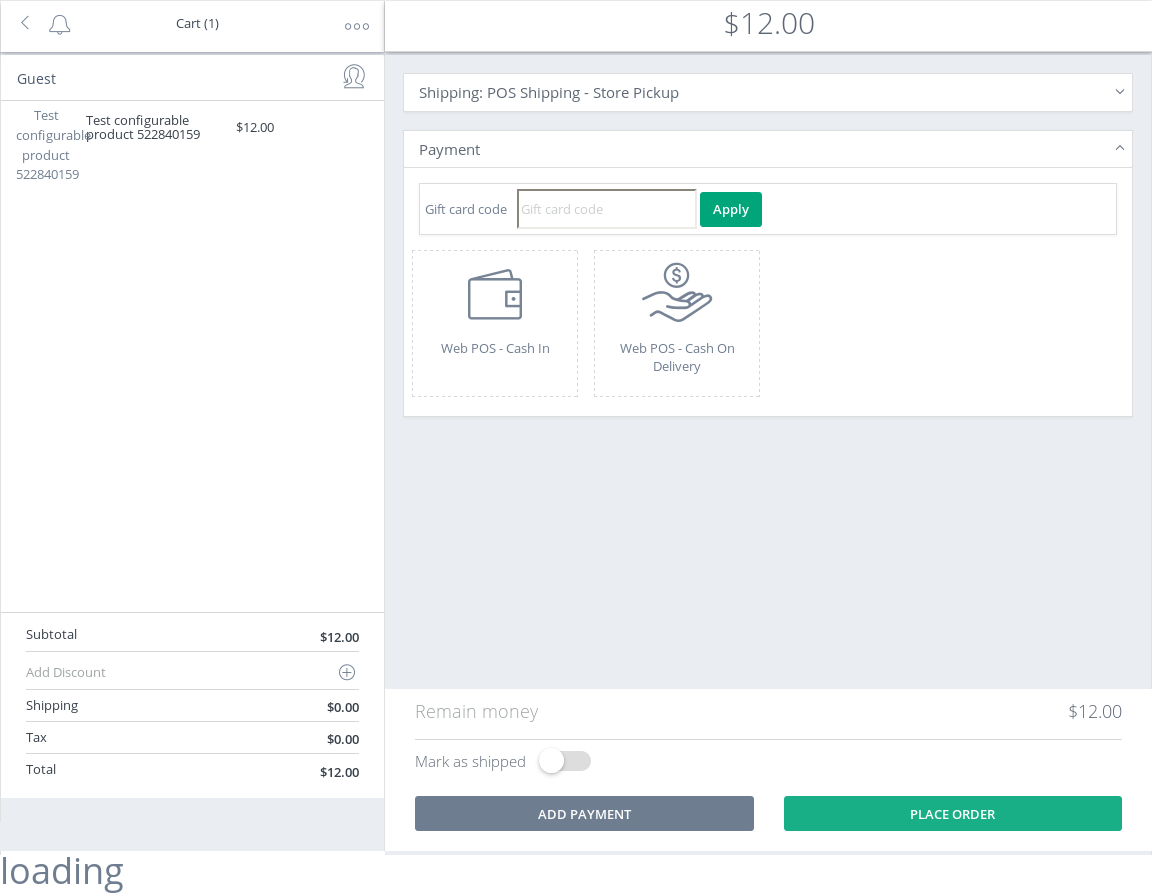 Cart (1)
$12.00
Guest
Test
configurable
product
522840159
Test configurable
product 522840159
$12.00
Subtotal
$12.00
Add Discount
Shipping
$0.00
Tax
$0.00
Total
$12.00
Shipping: POS Shipping - Store Pickup
Payment
Gift card code
Gift card code
Apply
Web POS - Cash In
Web POS - Cash On
Delivery
Remain money
$12.00
Mark as shipped
ADD PAYMENT
PLACE ORDER
loading